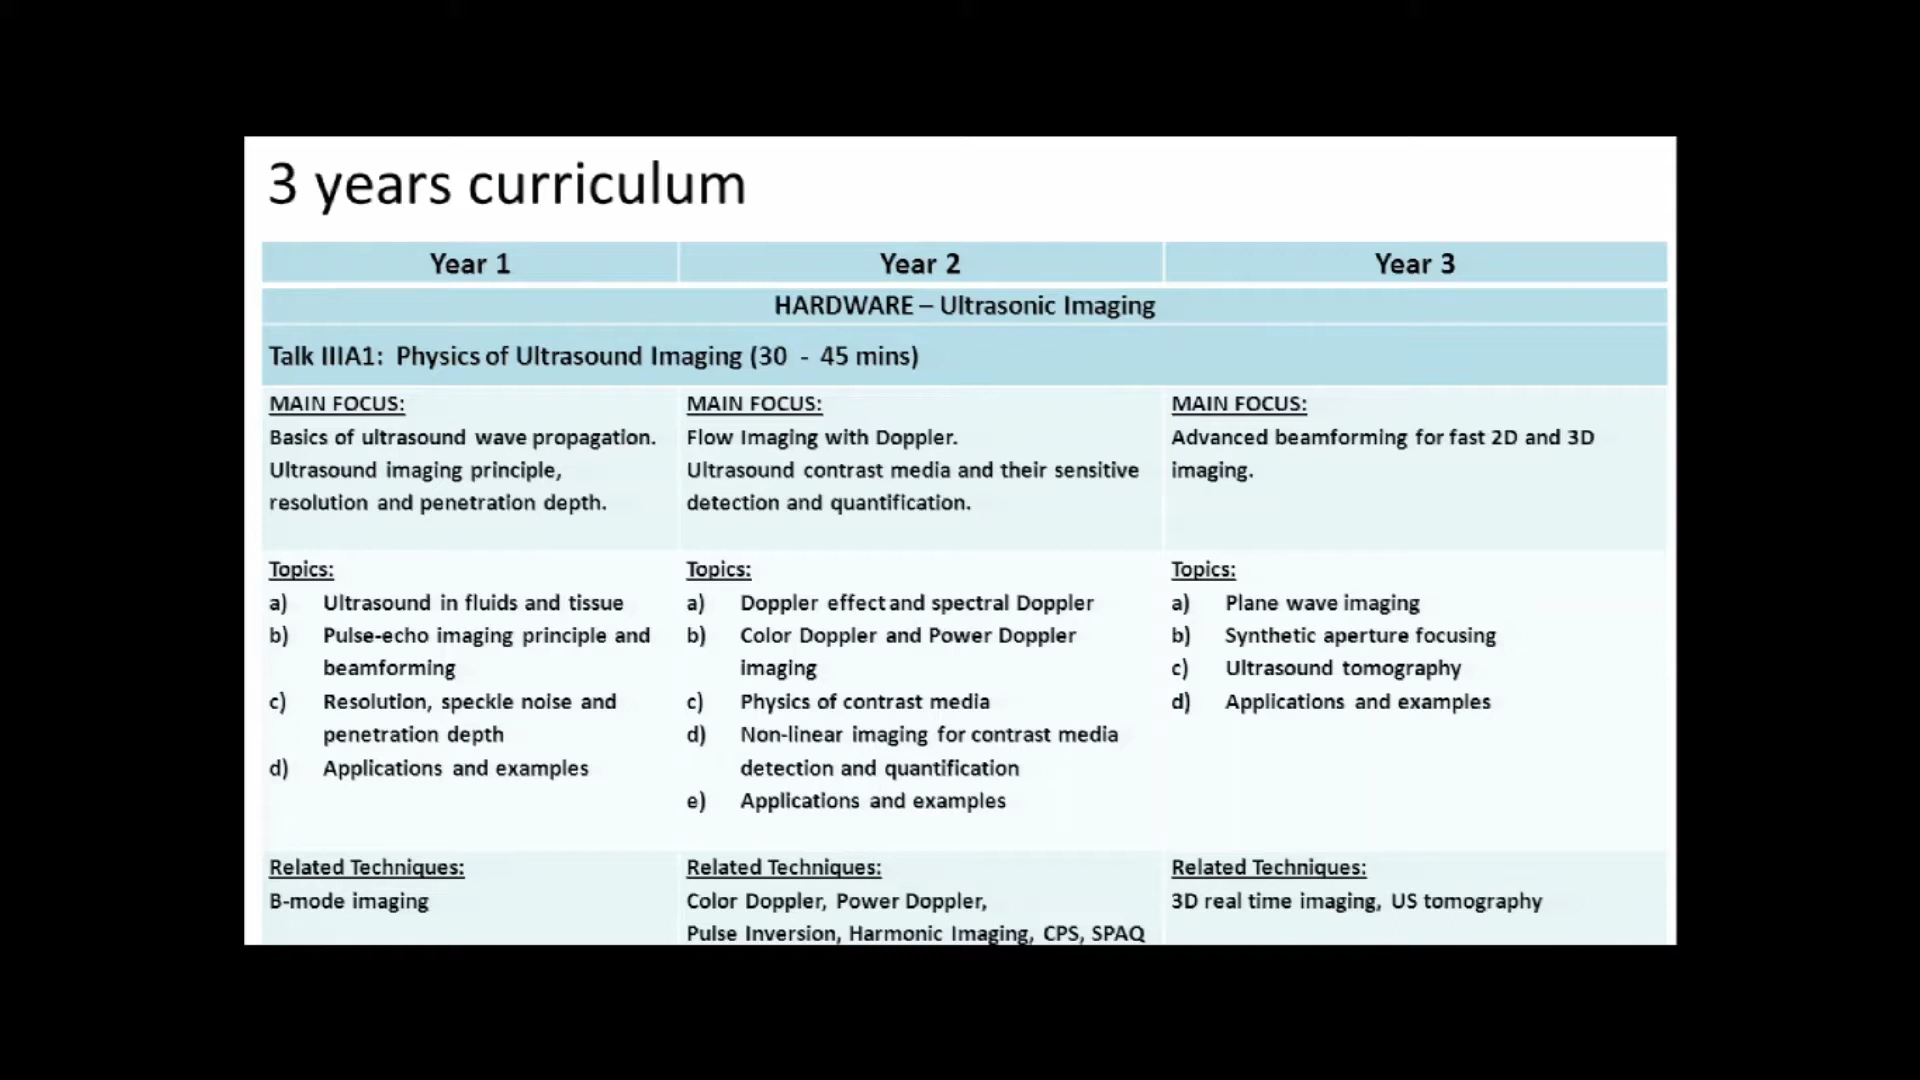 3 years curriculum
Year 1
Year 2
Year 3
HARDWARE – Ultrasonic Imaging
Talk IIIA1: Physics of Ultrasound Imaging (30 - 45 mins)
MAIN FOCUS:
Basics of ultrasound wave propagation.
Ultrasound imaging principle,
resolution and penetration depth.
MAIN FOCUS:
Flow Imaging with Doppler.
Ultrasound contrast media and their sensitive
detection and quantification.
MAIN FOCUS:
Advanced beamforming for fast 2D and 3D
imaging.
Topics:
a) Ultrasound in fluids and tissue
b) Pulse-echo imaging principle and
beamforming
c) Resolution, speckle noise and
penetration depth
d) Applications and examples
Topics:
a) Doppler effect and spectral Doppler
b) Color Doppler and Power Doppler
imaging
c) Physics of contrast media
d) Non-linear imaging for contrast media
detection and quantification
e) Applications and examples
Topics:
a) Plane wave imaging
b) Synthetic aperture focusing
c) Ultrasound tomography
d) Applications and examples
Related Techniques:
B-mode imaging
Related Techniques:
Color Doppler, Power Doppler,
Pulse Inversion, Harmonic Imaging, CPS, SPAQ
Related Techniques:
3D real time imaging, US tomography